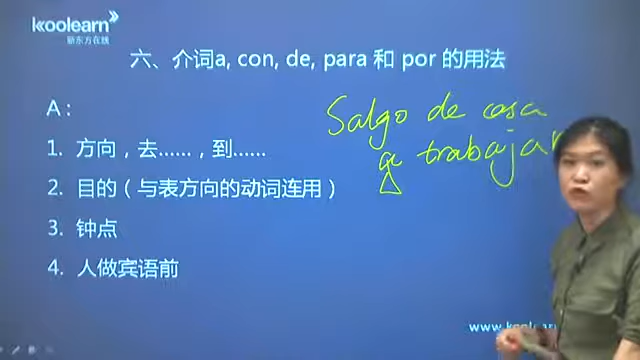 koolearn
新东方在线
六、介词a, con, de, para 和 por 的用法
A：
1. 方向，去……，到……
2. 目的（与表方向的动词连用）
3. 钟点
4. 人做宾语前
Salgo de casa
a trabajar
www.koolearn